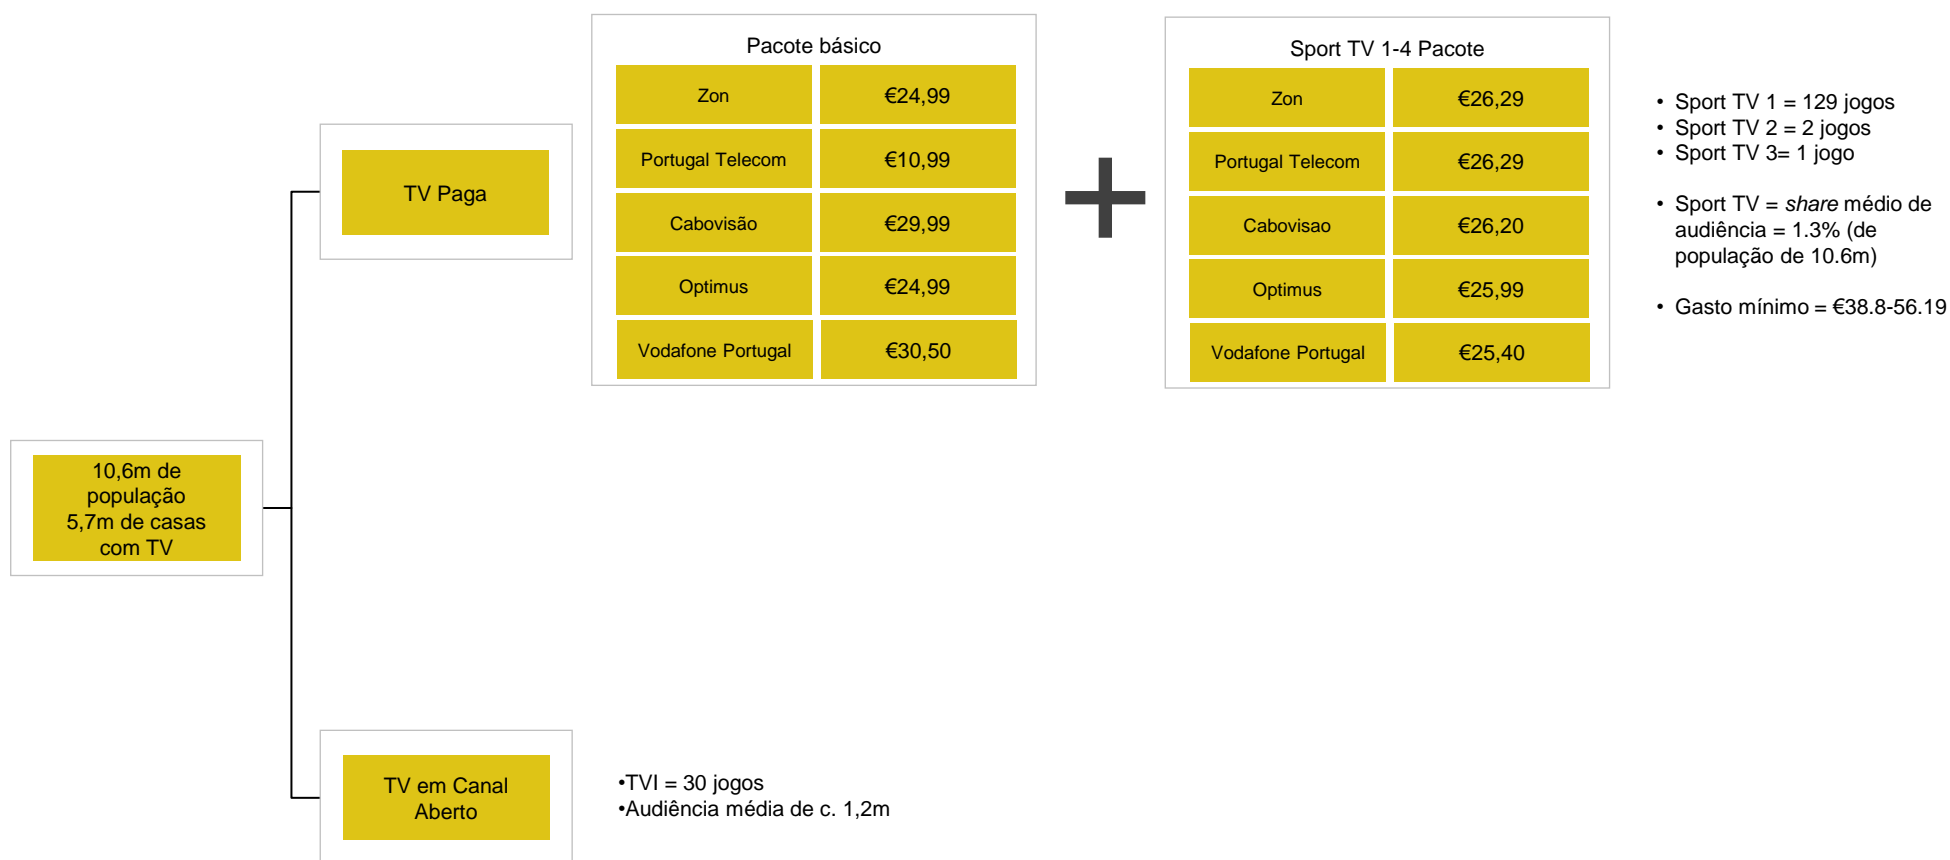 Pacote básico
Zon €24,99
Portugal Telecom €10,99
Cabovisão €29,99
Optimus €24,99
Vodafone Portugal €30,50
Sport TV 1-4 Pacote
Zon €26,29
Portugal Telecom €26,29
Cabovisao €26,20
Optimus €25,99
Vodafone Portugal €25,40
• Sport TV 1 = 129 jogos
• Sport TV 2 = 2 jogos
• Sport TV 3= 1 jogo
• Sport TV = share médio de
audiência = 1.3% (de
população de 10.6m)
• Gasto mínimo = €38.8-56.19
TV Paga
10,6m de
população
5,7m de casas
com TV
TV em Canal
Aberto
•TVI = 30 jogos
•Audiência média de c. 1,2m